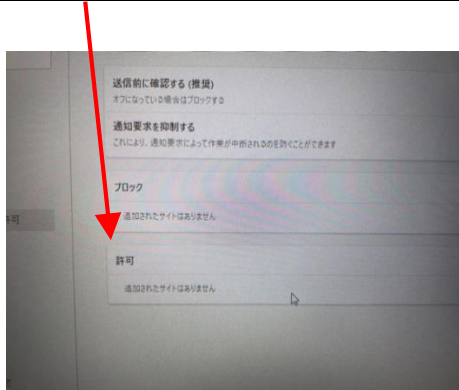 送信前に確認する (推奨)
オフになっている場合はブロックする
通知要求を抑制する
これにより、通知要求によって作業が中断されるのを防ぐことができます
ブロック
追加されたサイトはありません
許可
許可
追加されたサイトはありません